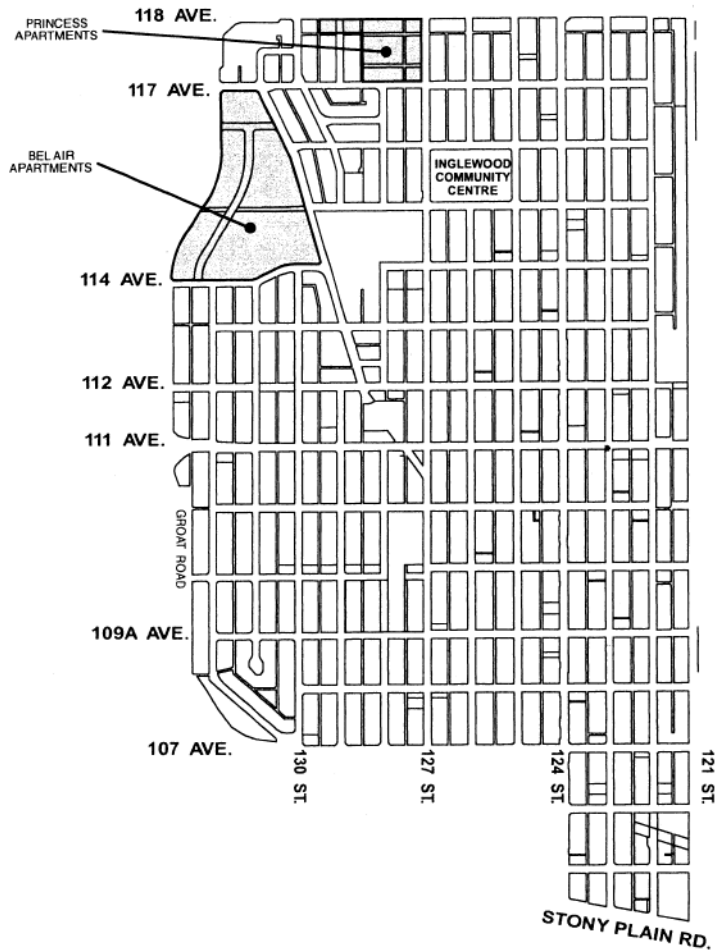 118 AVE.
PRINCESS
APARTMENTS
117 AVE.
BEL AIR
APARTMENTS
INGLEWOOD
COMMUNITY
CENTRE
114 AVE.
112 AVE.
111 AVE.
GROAT ROAD
109A AVE.
107 AVE.
130 ST.
127 ST.
124 ST.
121 ST.
STONY PLAIN RD.